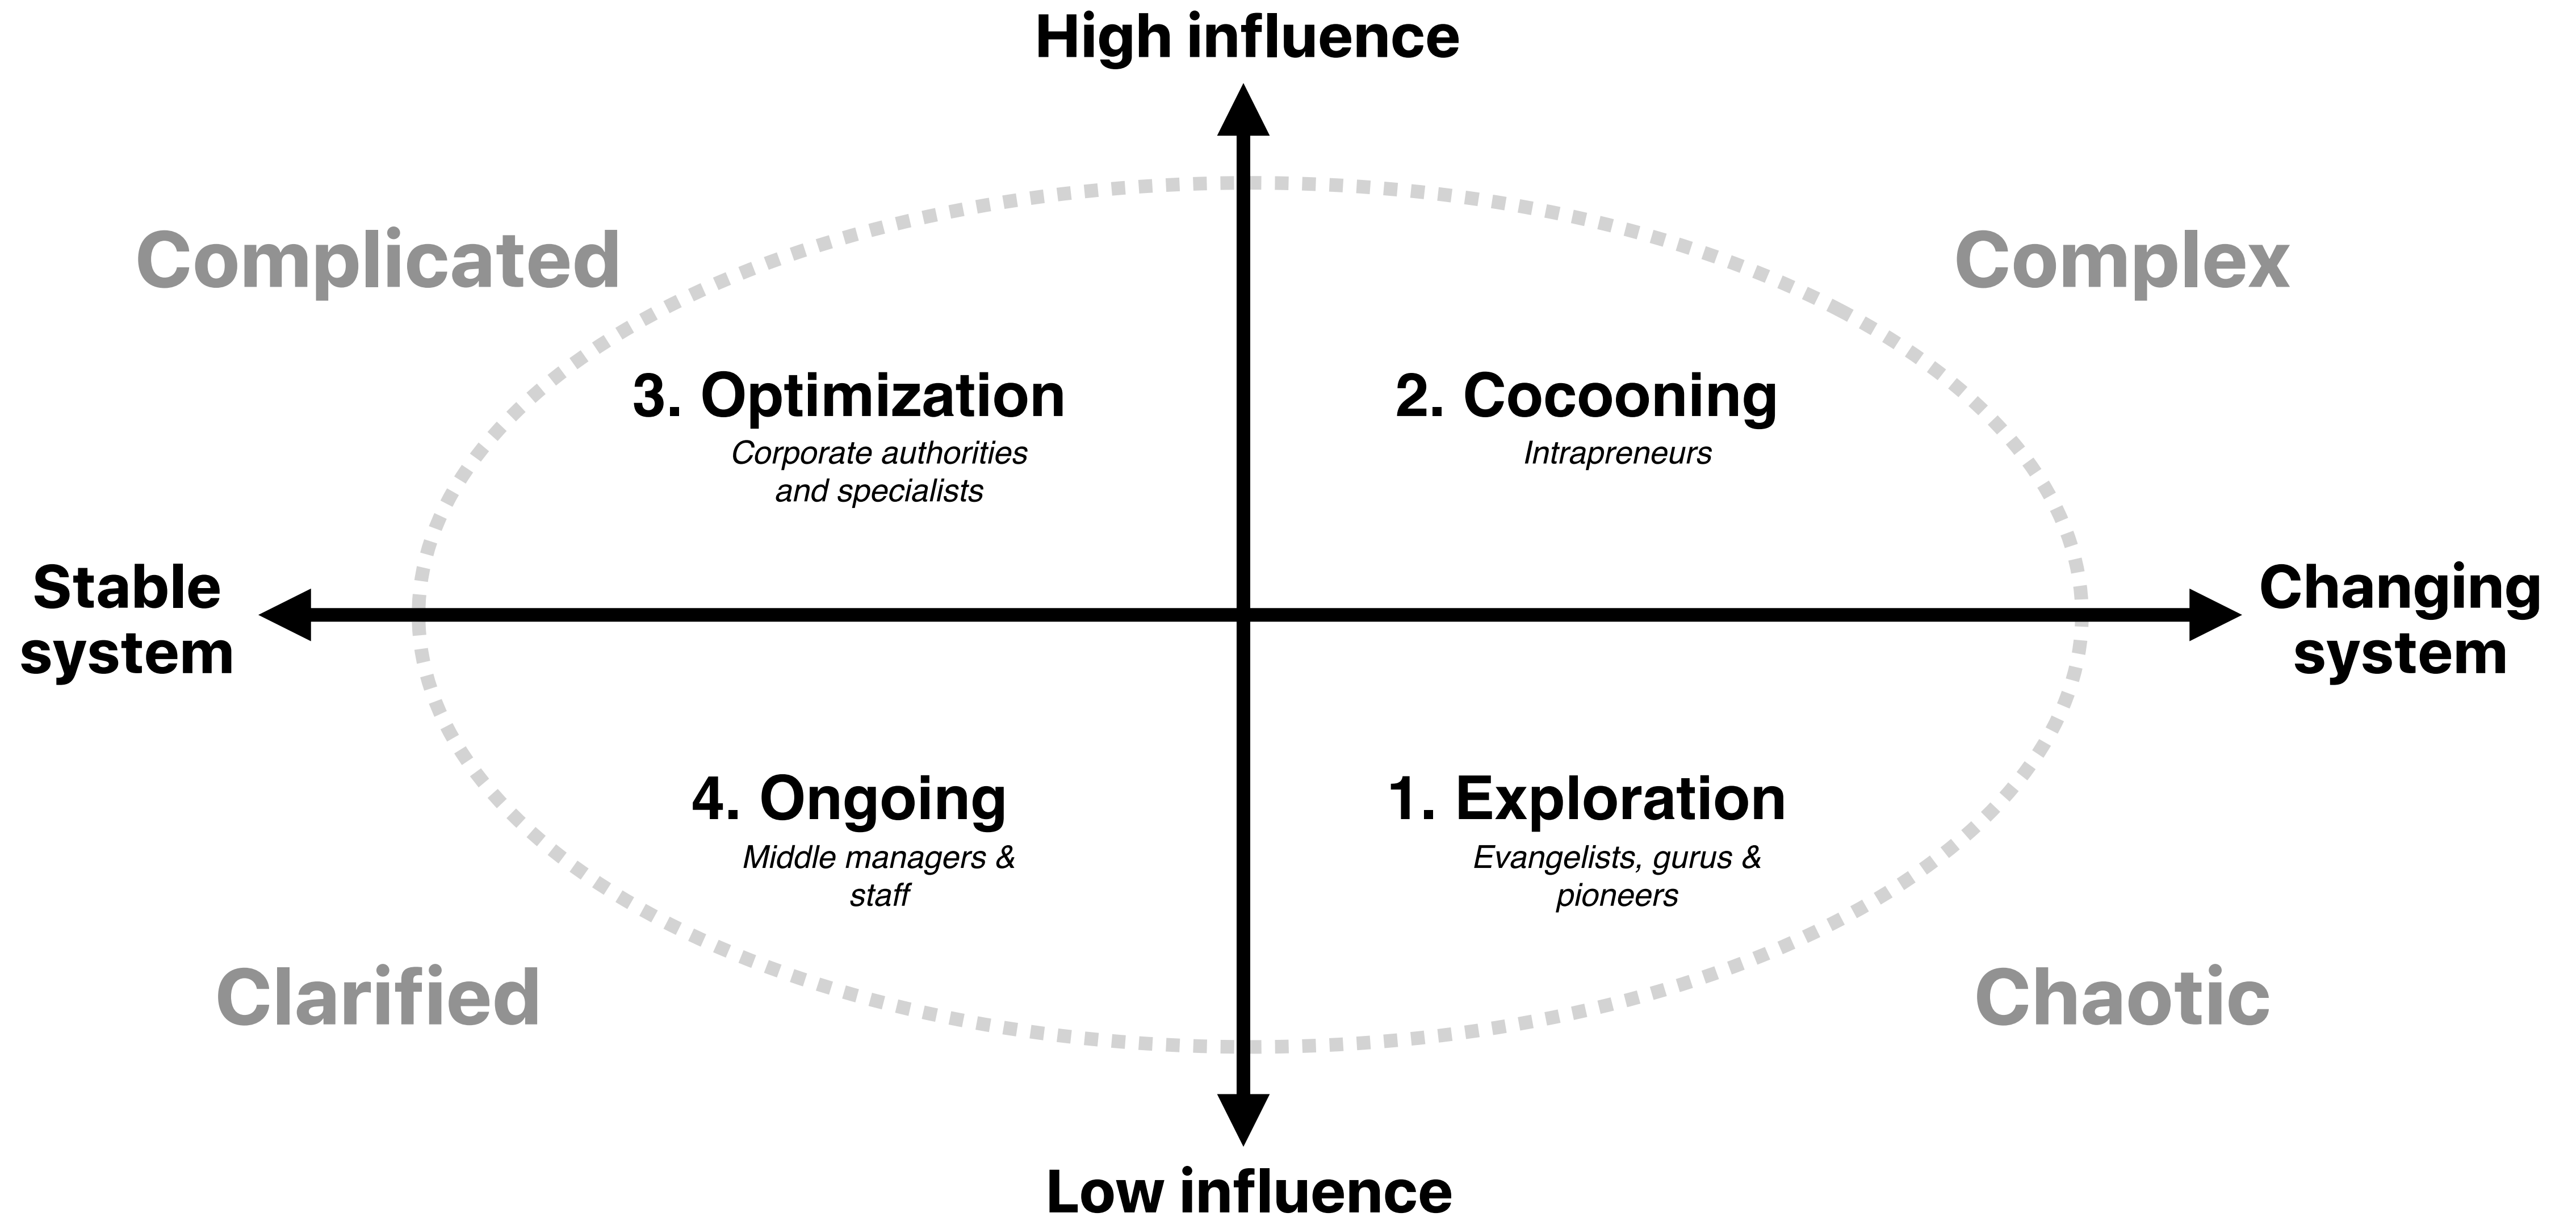 High influence
Complicated
Complex
3. Optimization
Corporate authorities
and specialists
2. Cocooning
Intrapreneurs
Stable
system
Changing
system
4. Ongoing
Middle managers &
staff
1. Exploration
Evangelists, gurus &
pioneers
Clarified
Chaotic
Low influence